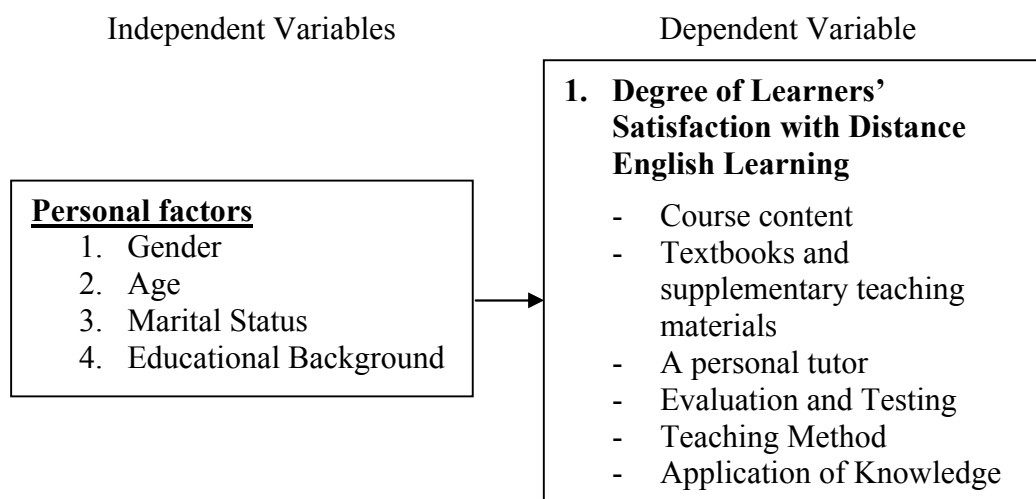 Independent Variables
Dependent Variable
Personal factors
1. Gender
2. Age
3. Marital Status
4. Educational Background
1. Degree of Learners’
Satisfaction with Distance
English Learning
- Course content
- Textbooks and
supplementary teaching
materials
- A personal tutor
- Evaluation and Testing
- Teaching Method
- Application of Knowledge